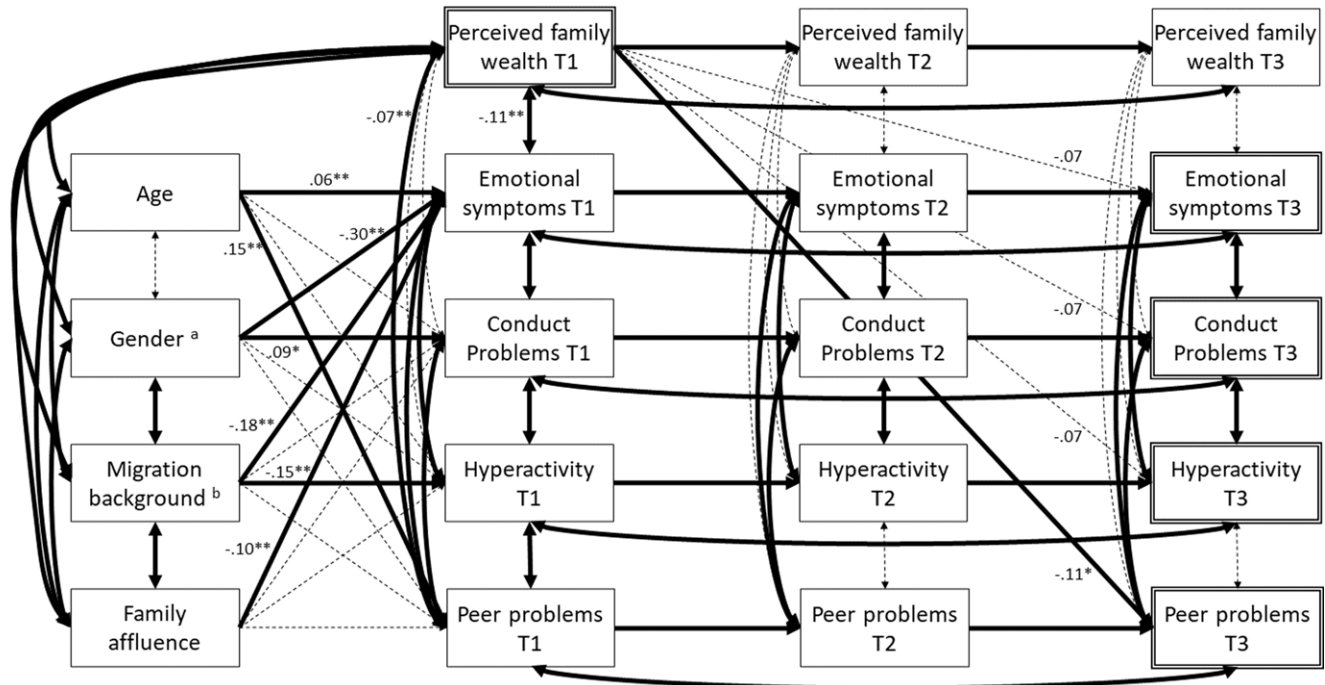 Perceived family
wealth T1
Perceived family
wealth T2
Perceived family
wealth T3
-.07**
-.11**
-.07
Age
.06**
Emotional
symptoms T1
Emotional
symptoms T2
Emotional
symptoms T3
.15**
-.30**
Gender a
.09*
Conduct
Problems T1
Conduct
Problems T2
-.07
Conduct
Problems T3
-.18**
-.07
Migration
background b
-.15**
Hyperactivity
T1
Hyperactivity
T2
Hyperactivity
T3
-.10**
-.11*
Family
affluence
Peer problems
T1
Peer problems
T2
Peer problems
T3